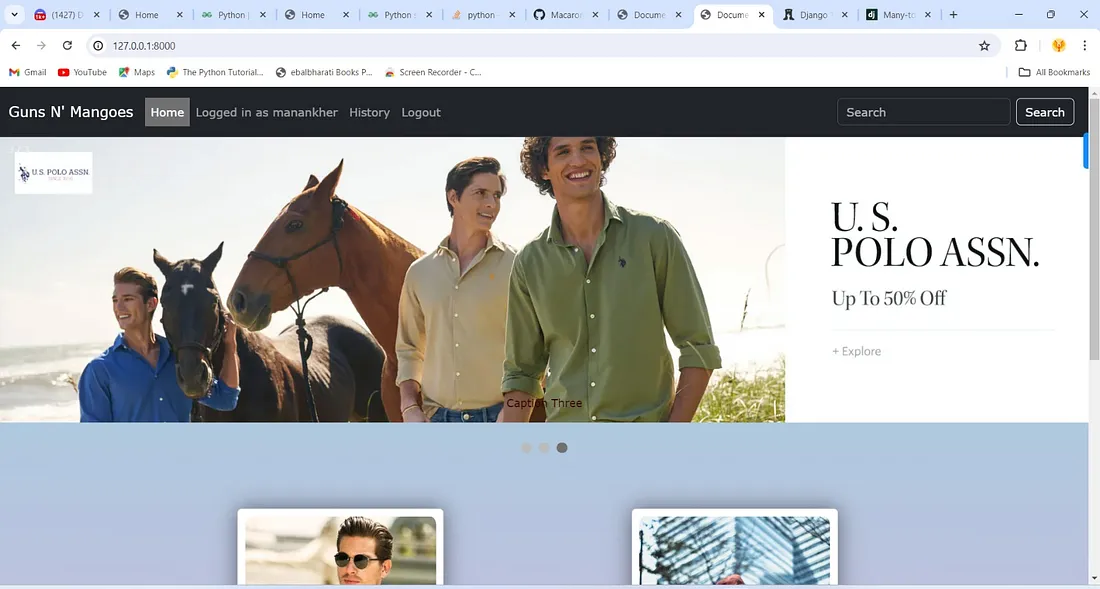 (1427) D
Home
Python |
Home
Python s
python -
Macaro
Docume
Docume
Django
Many-to
127.0.0.1:8000
Gmail
YouTube
Maps
The Python Tutorial...
ebalbharati Books P...
Screen Recorder - C...
All Bookmarks
Guns N' Mangoes
Home
Logged in as manankher
History
Logout
Search
Search
U.S. POLO ASSN.
U. S.
POLO ASSN.
Up To 50% Off
+ Explore
Caption Three